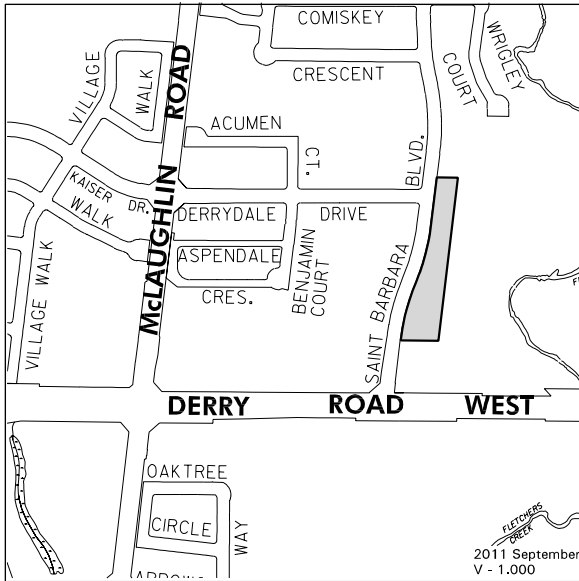 COMISKEY
CRESCENT
WRIGLEY
COURT
VILLAGE
WALK
McLAUGHLIN ROAD
ACUMEN
CT.
BLVD.
KAISER DR.
WALK
DERRYDALE DRIVE
ASPENDALE
CRES.
BENJAMIN
COURT
SAINT BARBARA
VILLAGE WALK
DERRY ROAD WEST
OAKTREE
CIRCLE
WAY
FLETCHERS
CREEK
2011 September
V - 1.000